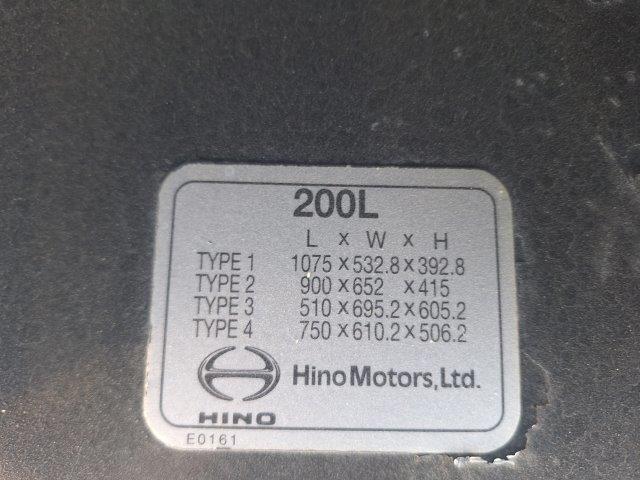 200L
L x W x H
TYPE 1 1075 x 532.8 x 392.8
TYPE 2 900 x 652 x 415
TYPE 3 510 x 695.2 x 605.2
TYPE 4 750 x 610.2 x 506.2
Hino Motors, Ltd.
HINO
E0161